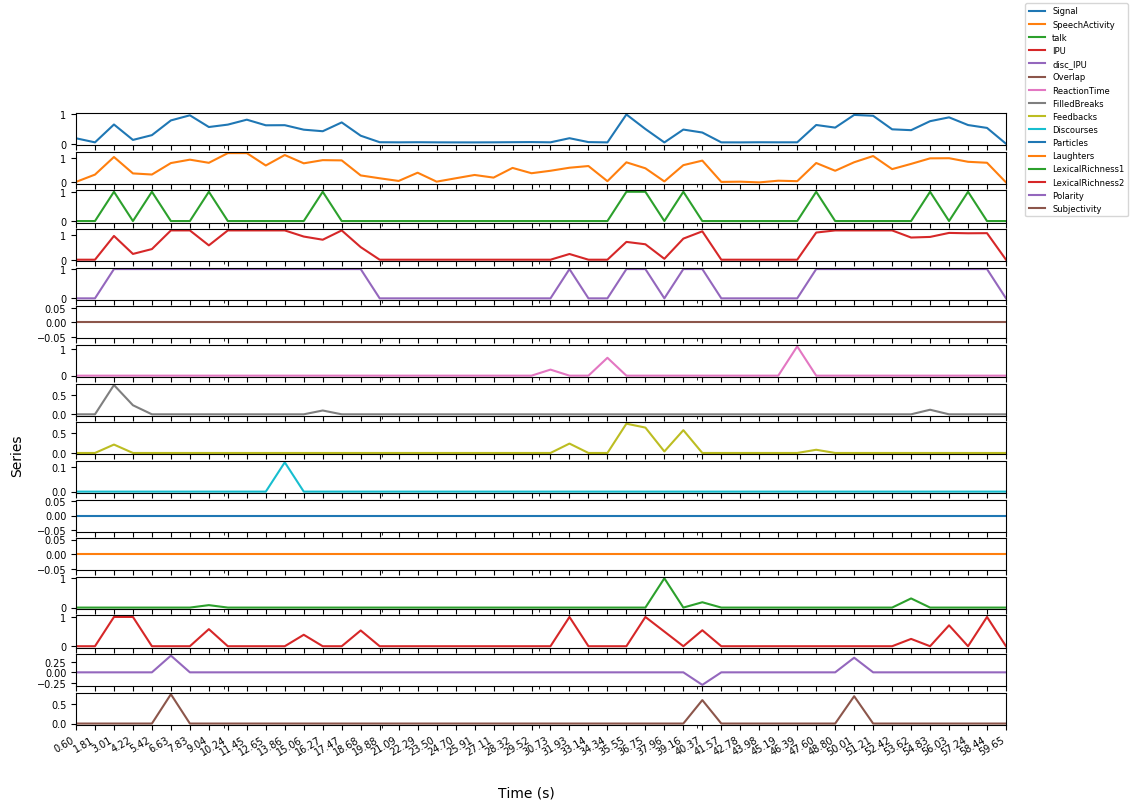 Signal
SpeechActivity
talk
IPU
disc_IPU
Overlap
ReactionTime
FilledBreaks
Feedbacks
Discourses
Particles
Laughters
LexicalRichness1
LexicalRichness2
Polarity
Subjectivity
1
0
1
0
1
0
1
0
1
0
0.05
0.00
−0.05
1
0
0.5
0.0
0.5
0.0
0.1
0.0
0.05
0.00
−0.05
0.05
0.00
−0.05
1
0
1
0
0.25
0.00
−0.25
0.5
0.0
Series
0.60 1.81 3.01 4.22 5.42 6.63 7.83 9.04 10.24 11.45 12.65 13.86 15.06 16.27 17.47 18.68 19.88 21.09 22.29 23.50 24.70 25.91 27.11 28.32 29.52 30.73 31.93 33.14 34.34 35.55 36.75 37.96 39.16 40.37 41.57 42.78 43.98 45.19 46.39 47.60 48.80 50.01 51.21 52.42 53.62 54.83 56.03 57.24 58.44 59.65
Time (s)